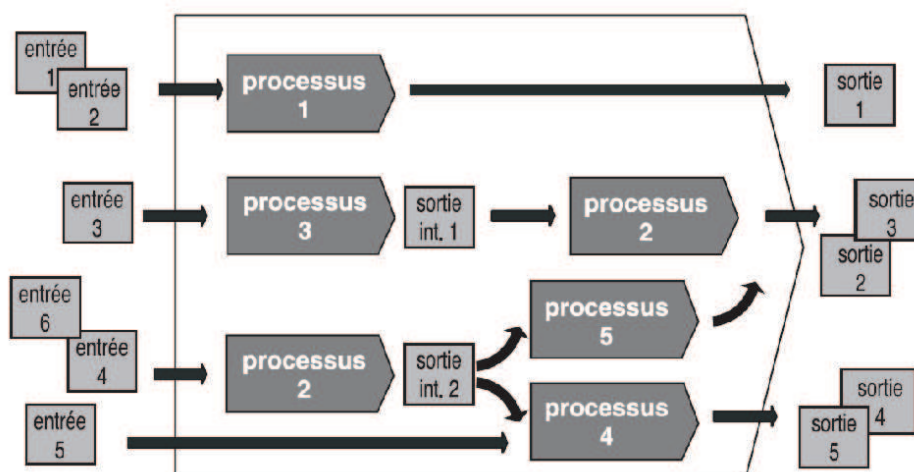 entrée
1
entrée
2
processus
1
sortie
1
entrée
3
processus
3
sortie
int. 1
processus
2
sortie
3
sortie
2
entrée
6
entrée
4
processus
2
sortie
int. 2
processus
5
entrée
5
processus
4
sortie
4
sortie
5